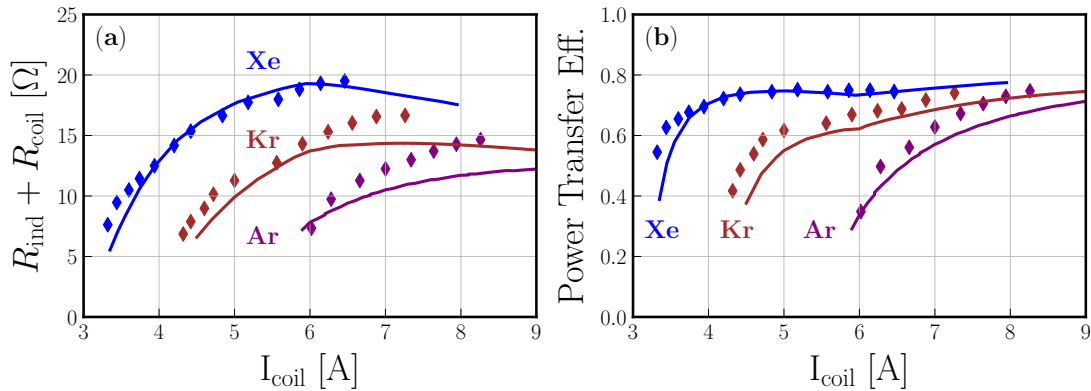 25
20
15
10
5
0
R_ind + R_coil [Ω]
(a)
Xe
Kr
Ar
3 4 5 6 7 8 9
I_coil [A]
1.0
0.8
0.6
0.4
0.2
0.0
Power Transfer Eff.
(b)
Xe
Kr
Ar
3 4 5 6 7 8 9
I_coil [A]